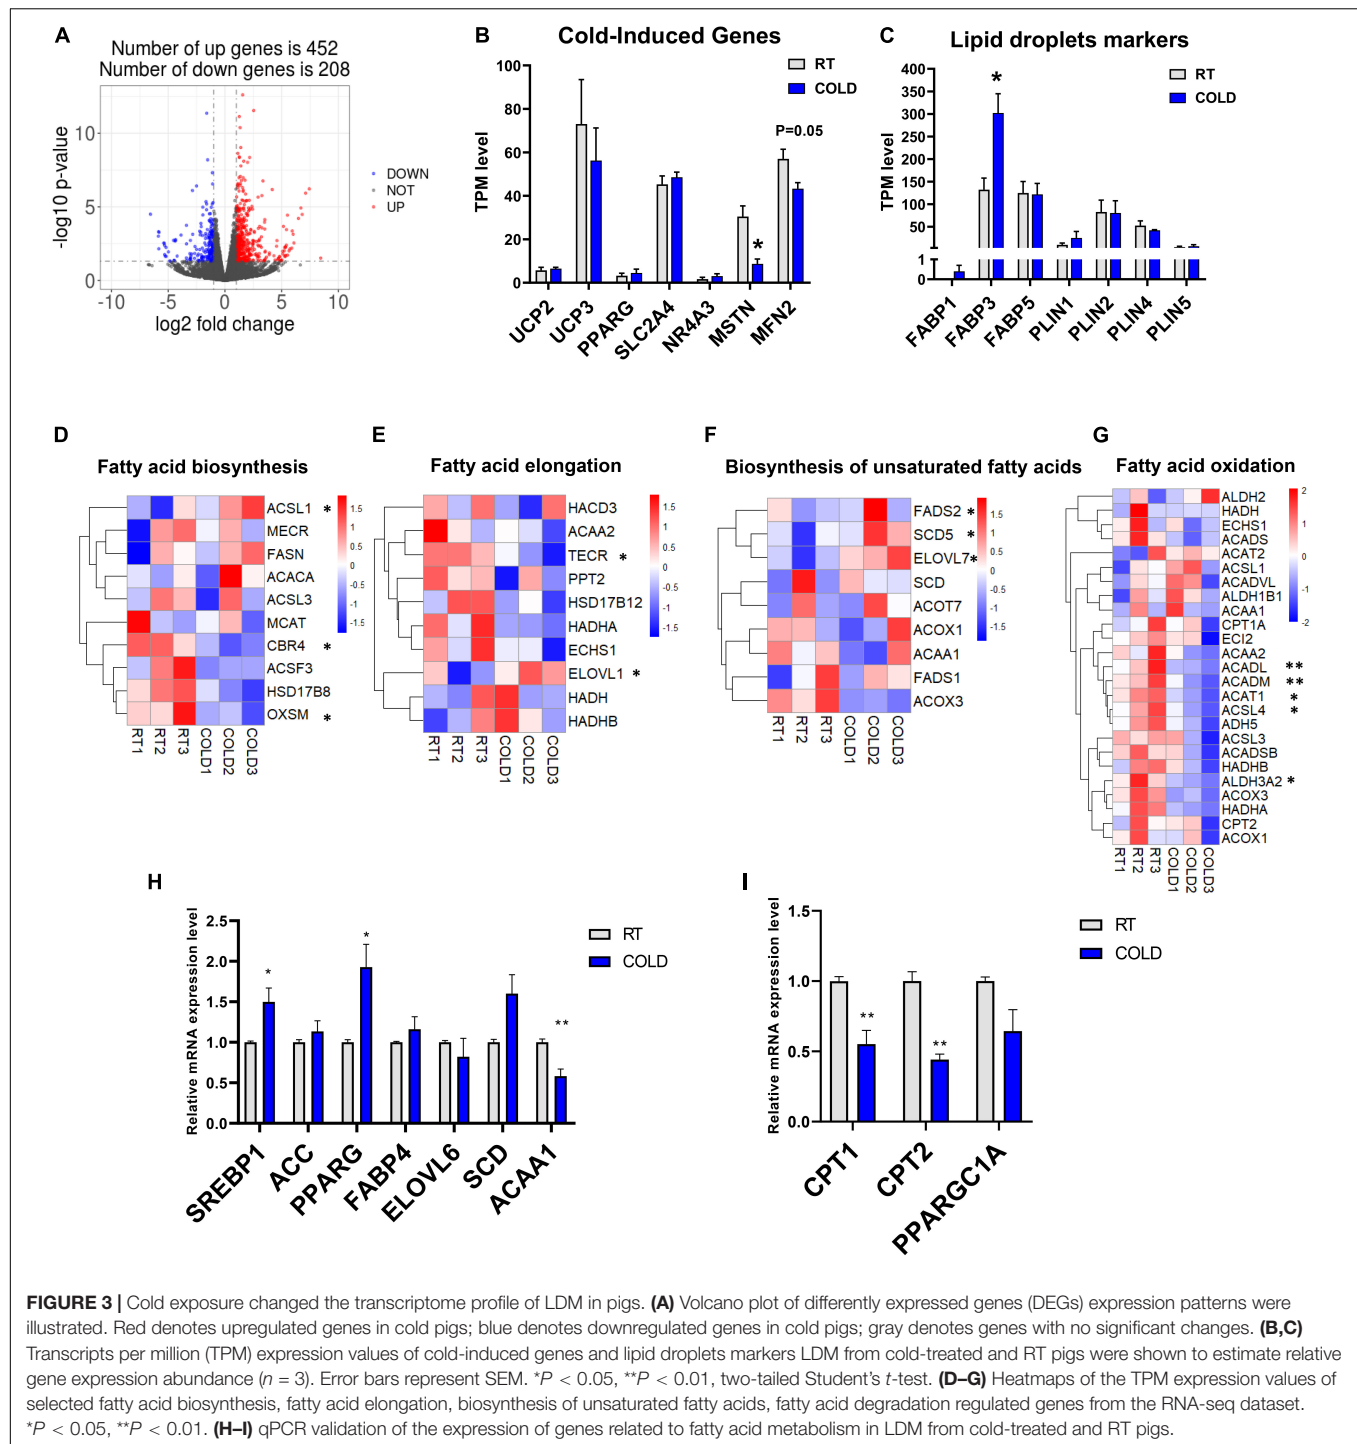 A
Number of up genes is 452
Number of down genes is 208
-log10 p-value
10
5
0
-10
-5
0
5
10
log2 fold change
DOWN
NOT
UP
B
Cold-Induced Genes
RT
COLD
TPM level
100
80
60
40
20
0
P=0.05
*
UCP2
UCP3
PPARG
SLC2A4
NR4A3
MSTN
MFN2
C
Lipid droplets markers
RT
COLD
TPM level
400
350
300
250
200
150
100
50
1
0
*
FABP1
FABP3
FABP5
PLIN1
PLIN2
PLIN4
PLIN5
D
Fatty acid biosynthesis
ACSL1 *
MECR
FASN
ACACA
ACSL3
MCAT
CBR4 *
ACSF3
HSD17B8
OXSM *
1.5
1
0.5
0
-0.5
-1
-1.5
RT1
RT2
RT3
COLD1
COLD2
COLD3
E
Fatty acid elongation
HACD3
ACAA2
TECR *
PPT2
HSD17B12
HADHA
ECHS1
ELOVL1 *
HADH
HADHB
1.5
1
0.5
0
-0.5
-1
-1.5
RT1
RT2
RT3
COLD1
COLD2
COLD3
F
Biosynthesis of unsaturated fatty acids
FADS2 *
SCD5 *
ELOVL7*
SCD
ACOT7
ACOX1
ACAA1
FADS1
ACOX3
1.5
1
0.5
0
-0.5
-1
-1.5
RT1
RT2
RT3
COLD1
COLD2
COLD3
G
Fatty acid oxidation
ALDH2
HADH
ECHS1
ACADS
ACAT2
ACSL1
ACADVL
ALDH1B1
ACAA1
CPT1A
ECI2
ACAA2
ACADL **
ACADM **
ACAT1 *
ACSL4 *
ADH5
ACSL3
ACADSB
HADHB
ALDH3A2 *
ACOX3
HADHA
CPT2
ACOX1
2
1
0
-1
-2
RT1
RT2
RT3
COLD1
COLD2
COLD3
H
Relative mRNA expression level
2.5
2.0
1.5
1.0
0.5
0.0
RT
COLD
*
*
**
SREBP1
ACC
PPARG
FABP4
ELOVL6
SCD
ACAA1
I
Relative mRNA expression level
1.5
1.0
0.5
0.0
RT
COLD
**
**
CPT1
CPT2
PPARGC1A
FIGURE 3 | Cold exposure changed the transcriptome profile of LDM in pigs. (A) Volcano plot of differently expressed genes (DEGs) expression patterns were
illustrated. Red denotes upregulated genes in cold pigs; blue denotes downregulated genes in cold pigs; gray denotes genes with no significant changes. (B,C)
Transcripts per million (TPM) expression values of cold-induced genes and lipid droplets markers LDM from cold-treated and RT pigs were shown to estimate relative
gene expression abundance (n = 3). Error bars represent SEM. *P < 0.05, **P < 0.01, two-tailed Student's t-test. (D–G) Heatmaps of the TPM expression values of
selected fatty acid biosynthesis, fatty acid elongation, biosynthesis of unsaturated fatty acids, fatty acid degradation regulated genes from the RNA-seq dataset.
*P < 0.05, **P < 0.01. (H–I) qPCR validation of the expression of genes related to fatty acid metabolism in LDM from cold-treated and RT pigs.